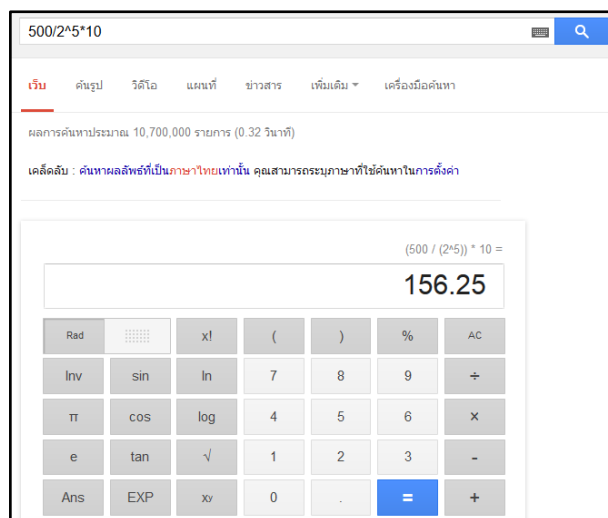 500/2^5*10
เว็บ ค้นรูป วิดีโอ แผนที่ ข่าวสาร เพิ่มเติม เครื่องมือค้นหา
ผลการค้นหาประมาณ 10,700,000 รายการ (0.32 วินาที)
เคล็ดลับ : ค้นหาผลลัพธ์ที่เป็นภาษาไทยเท่านั้น คุณสามารถระบุภาษาที่ใช้ค้นหาในการตั้งค่า
(500 / (2^5)) * 10 =
156.25
Rad x! ( ) % AC
Inv sin ln 7 8 9 ÷
π cos log 4 5 6 ×
e tan √ 1 2 3 -
Ans EXP xy 0 . = +